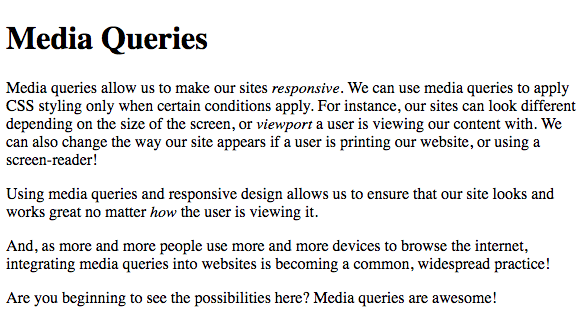 Media Queries
Media queries allow us to make our sites responsive. We can use media queries to apply
CSS styling only when certain conditions apply. For instance, our sites can look different
depending on the size of the screen, or viewport a user is viewing our content with. We
can also change the way our site appears if a user is printing our website, or using a
screen-reader!
Using media queries and responsive design allows us to ensure that our site looks and
works great no matter how the user is viewing it.
And, as more and more people use more and more devices to browse the internet,
integrating media queries into websites is becoming a common, widespread practice!
Are you beginning to see the possibilities here? Media queries are awesome!